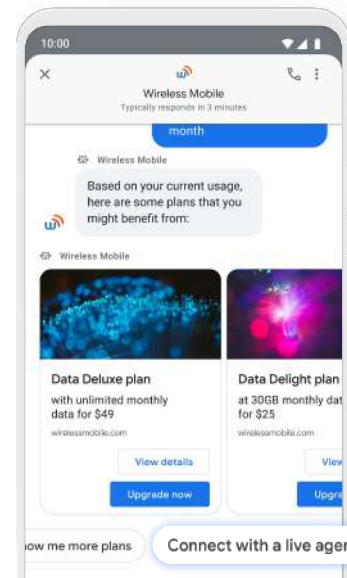 10:00
Wireless Mobile
Typically responds in 3 minutes
month
Wireless Mobile
Based on your current usage,
here are some plans that you
might benefit from:
Wireless Mobile
Data Deluxe plan
with unlimited monthly
data for $49
wirelessmobile.com
View details
Upgrade now
Data Delight plan
at 30GB monthly dat
for $25
wirelessmobile.com
View
Upgra
ow me more plans
Connect with a live ager